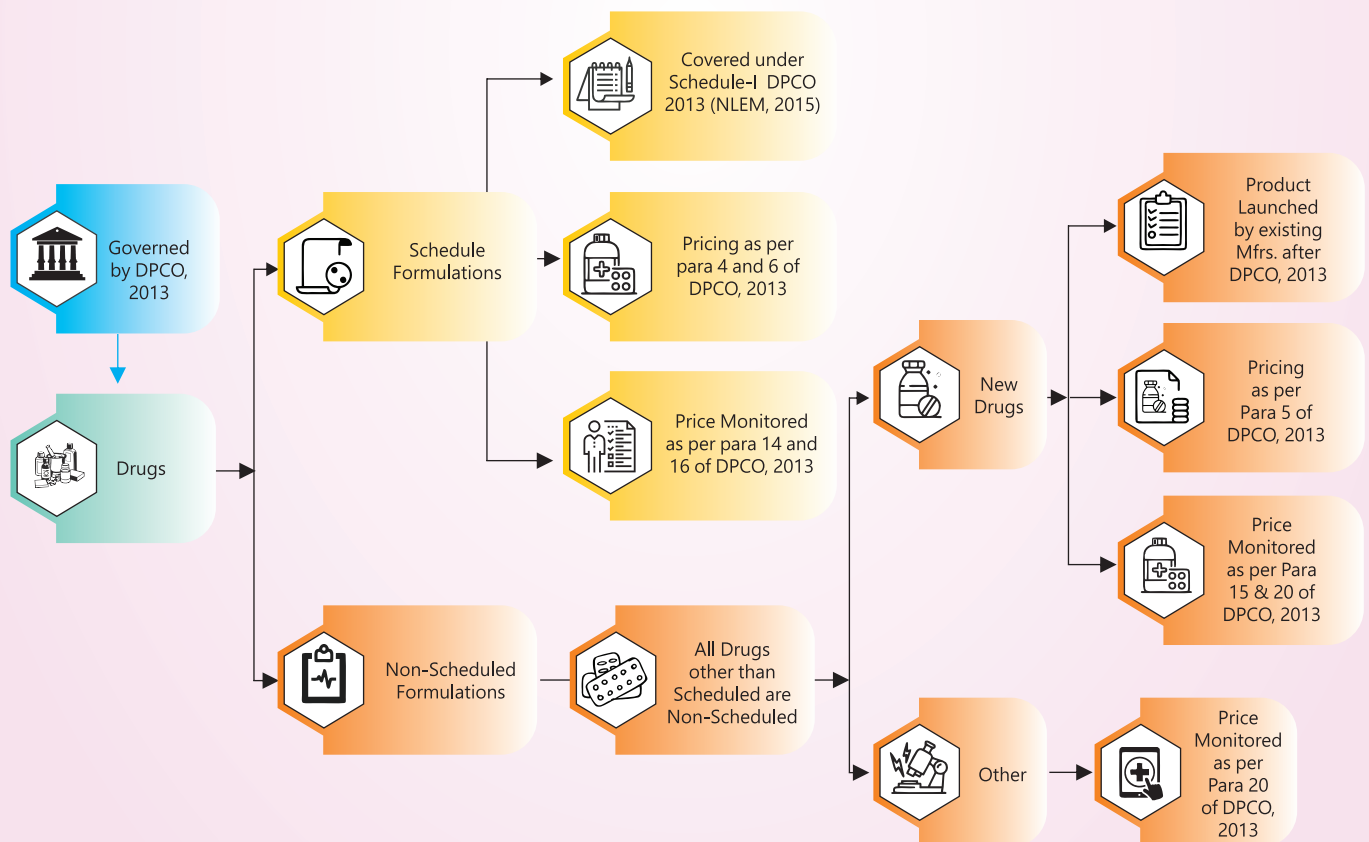 Governed
by DPCO,
2013
Drugs
Schedule
Formulations
Covered under
Schedule-I DPCO
2013 (NLEM, 2015)
Pricing as per
para 4 and 6 of
DPCO, 2013
Price Monitored
as per para 14 and
16 of DPCO, 2013
Non-Scheduled
Formulations
All Drugs
other than
Scheduled are
Non-Scheduled
New
Drugs
Product
Launched
by existing
Mfrs. after
DPCO, 2013
Pricing
as per
Para 5 of
DPCO, 2013
Price
Monitored
as per Para
15 & 20 of
DPCO, 2013
Other
Price
Monitored
as per
Para 20
of DPCO,
2013